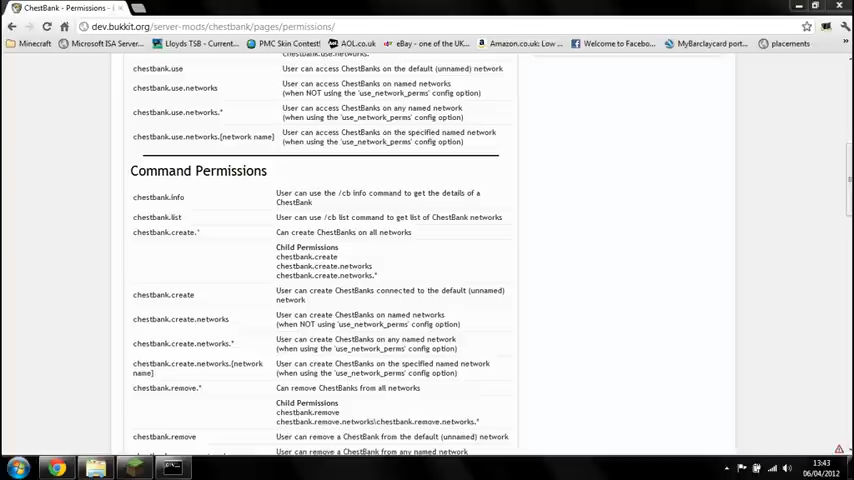 ChestBank - Permissions -
dev.bukkit.org/server-mods/chestbank/pages/permissions/
Minecraft Microsoft ISA Server... Lloyds TSB - Current... PMC Skin Contest! AOL.co.uk eBay - one of the UK... Amazon.co.uk: Low... Welcome to Facebo... MyBarclaycard port... placements
chestbank.use.networks.*
chestbank.use User can access ChestBanks on the default (unnamed) network
chestbank.use.networks User can access ChestBanks on named networks
(when NOT using the 'use_network_perms' config option)
chestbank.use.networks.* User can access ChestBanks on any named network
(when using the 'use_network_perms' config option)
chestbank.use.networks.[network name] User can access ChestBanks on the specified named network
(when using the 'use_network_perms' config option)
Command Permissions
chestbank.info User can use the /cb info command to get the details of a
ChestBank
chestbank.list User can use /cb list command to get list of ChestBank networks
chestbank.create.* Can create ChestBanks on all networks
Child Permissions
chestbank.create
chestbank.create.networks
chestbank.create.networks.*
chestbank.create User can create ChestBanks connected to the default (unnamed)
network
chestbank.create.networks User can create ChestBanks on named networks
(when NOT using 'use_network_perms' config option)
chestbank.create.networks.* User can create ChestBanks on any named network
(when using the 'use_network_perms' config option)
chestbank.create.networks.[network name] User can create ChestBanks on the specified named network
(when using the 'use_network_perms' config option)
chestbank.remove.* Can remove ChestBanks from all networks
Child Permissions
chestbank.remove
chestbank.remove.networks\chestbank.remove.networks.*
chestbank.remove User can remove a ChestBank from the default (unnamed) network
User can remove a ChestBank from any named network
13:43
06/04/2012